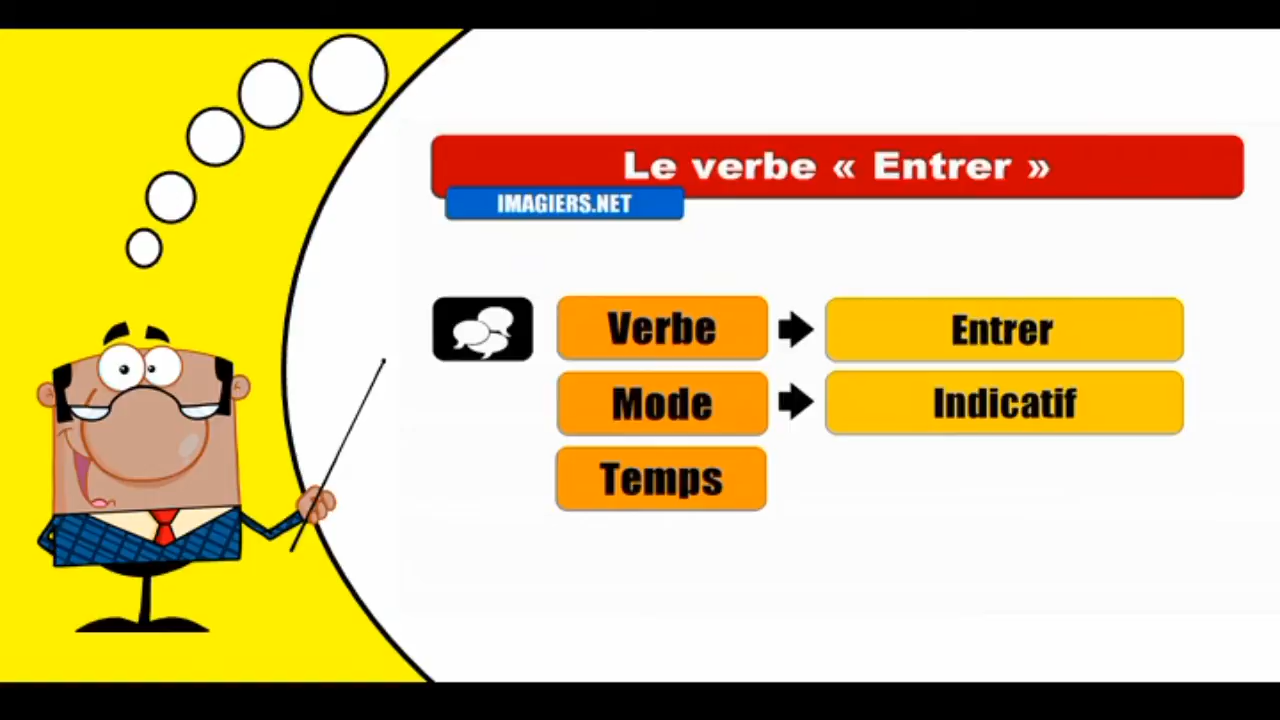 Le verbe « Entrer »
IMAGIERS.NET
Verbe Entrer
Mode Indicatif
Temps